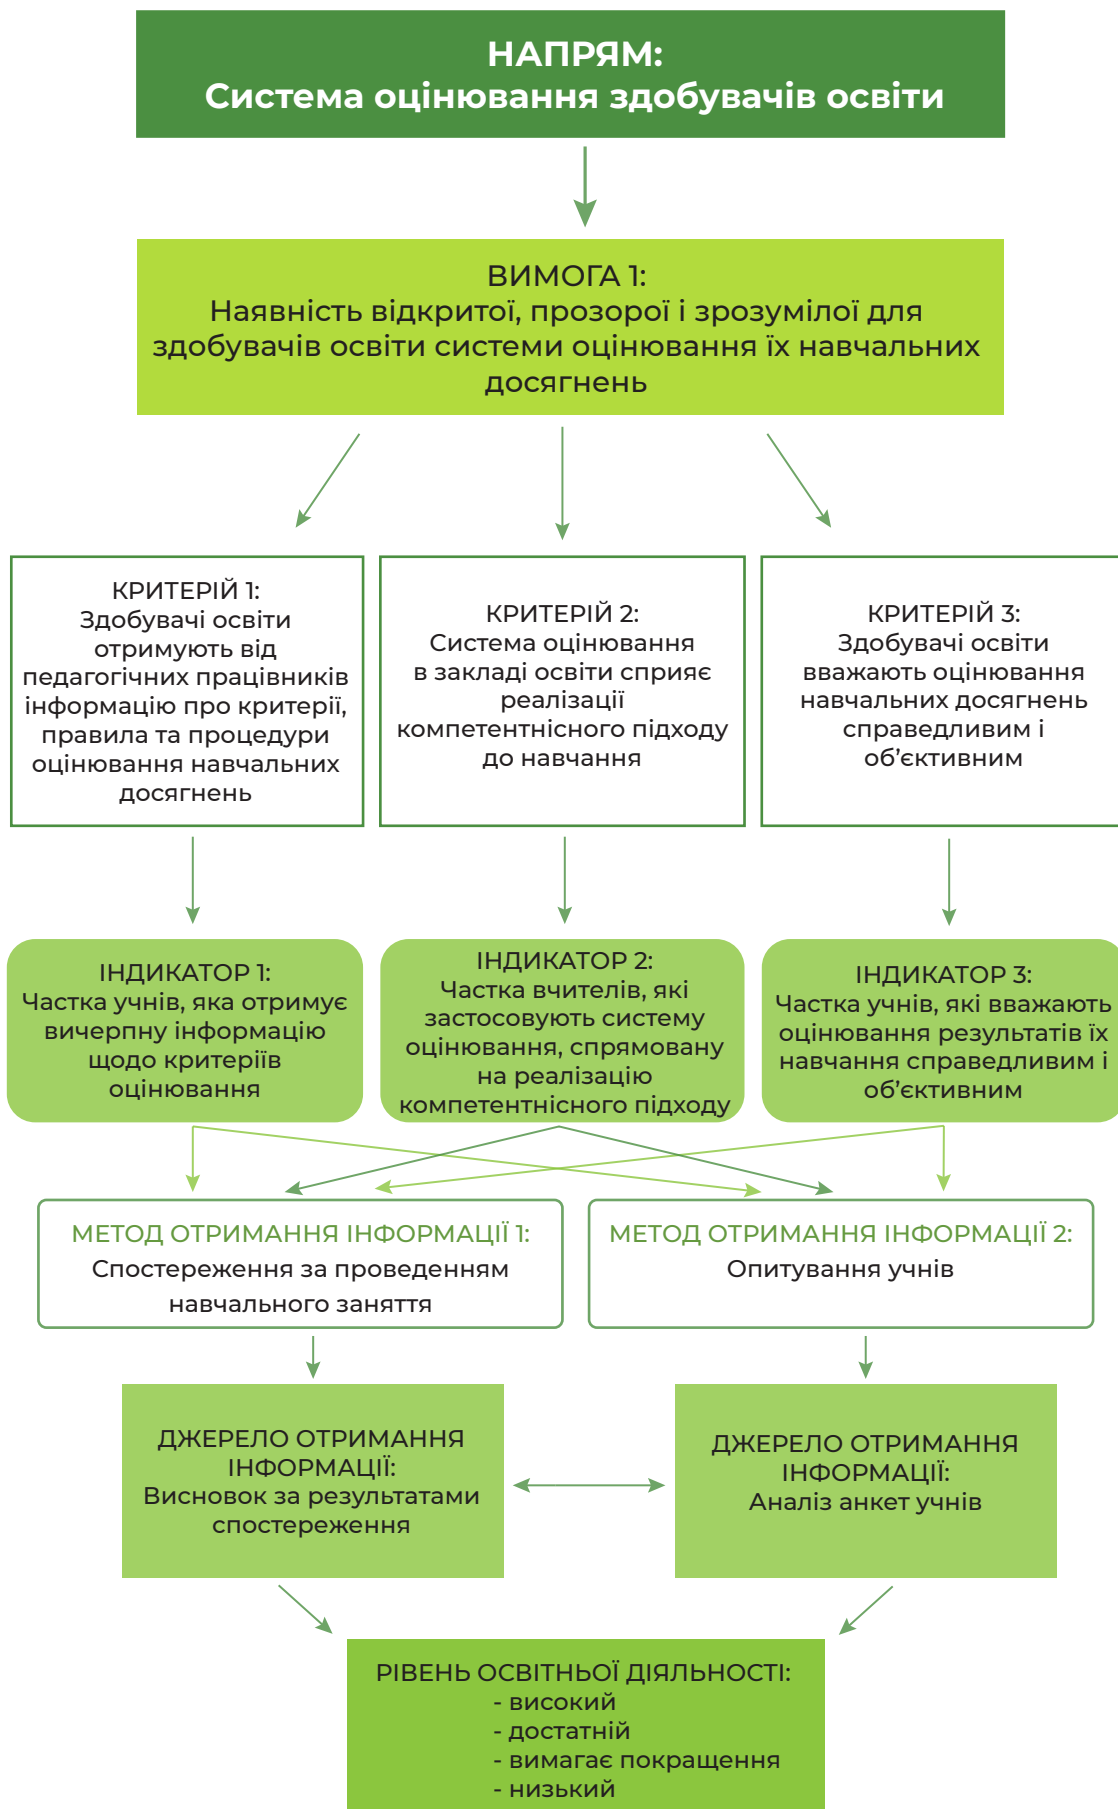 НАПРЯМ:
Система оцінювання здобувачів освіти
ВИМОГА 1:
Наявність відкритої, прозорої і зрозумілої для
здобувачів освіти системи оцінювання їх навчальних
досягнень
КРИТЕРІЙ 1:
Здобувачі освіти
отримують від
педагогічних працівників
інформацію про критерії,
правила та процедури
оцінювання навчальних
досягнень
КРИТЕРІЙ 2:
Система оцінювання
в закладі освіти сприяє
реалізації
компетентнісного підходу
до навчання
КРИТЕРІЙ 3:
Здобувачі освіти
вважають оцінювання
навчальних досягнень
справедливим і
об’єктивним
ІНДИКАТОР 1:
Частка учнів, яка отримує
вичерпну інформацію
щодо критеріїв
оцінювання
ІНДИКАТОР 2:
Частка вчителів, які
застосовують систему
оцінювання, спрямовану
на реалізацію
компетентнісного підходу
ІНДИКАТОР 3:
Частка учнів, які вважають
оцінювання результатів їх
навчання справедливим і
об’єктивним
МЕТОД ОТРИМАННЯ ІНФОРМАЦІЇ 1:
Спостереження за проведенням
навчального заняття
МЕТОД ОТРИМАННЯ ІНФОРМАЦІЇ 2:
Опитування учнів
ДЖЕРЕЛО ОТРИМАННЯ
ІНФОРМАЦІЇ:
Висновок за результатами
спостереження
ДЖЕРЕЛО ОТРИМАННЯ
ІНФОРМАЦІЇ:
Аналіз анкет учнів
РІВЕНЬ ОСВІТНЬОЇ ДІЯЛЬНОСТІ:
- високий
- достатній
- вимагає покращення
- низький